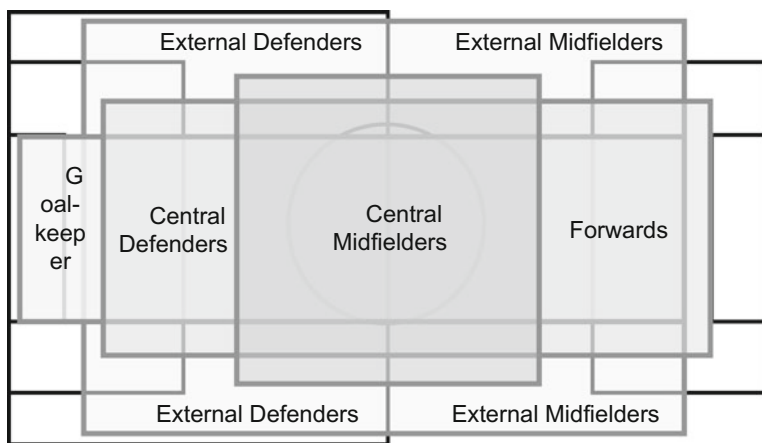 External Defenders
External Midfielders
G
oal-
keep
er
Central
Defenders
Central
Midfielders
Forwards
External Defenders
External Midfielders